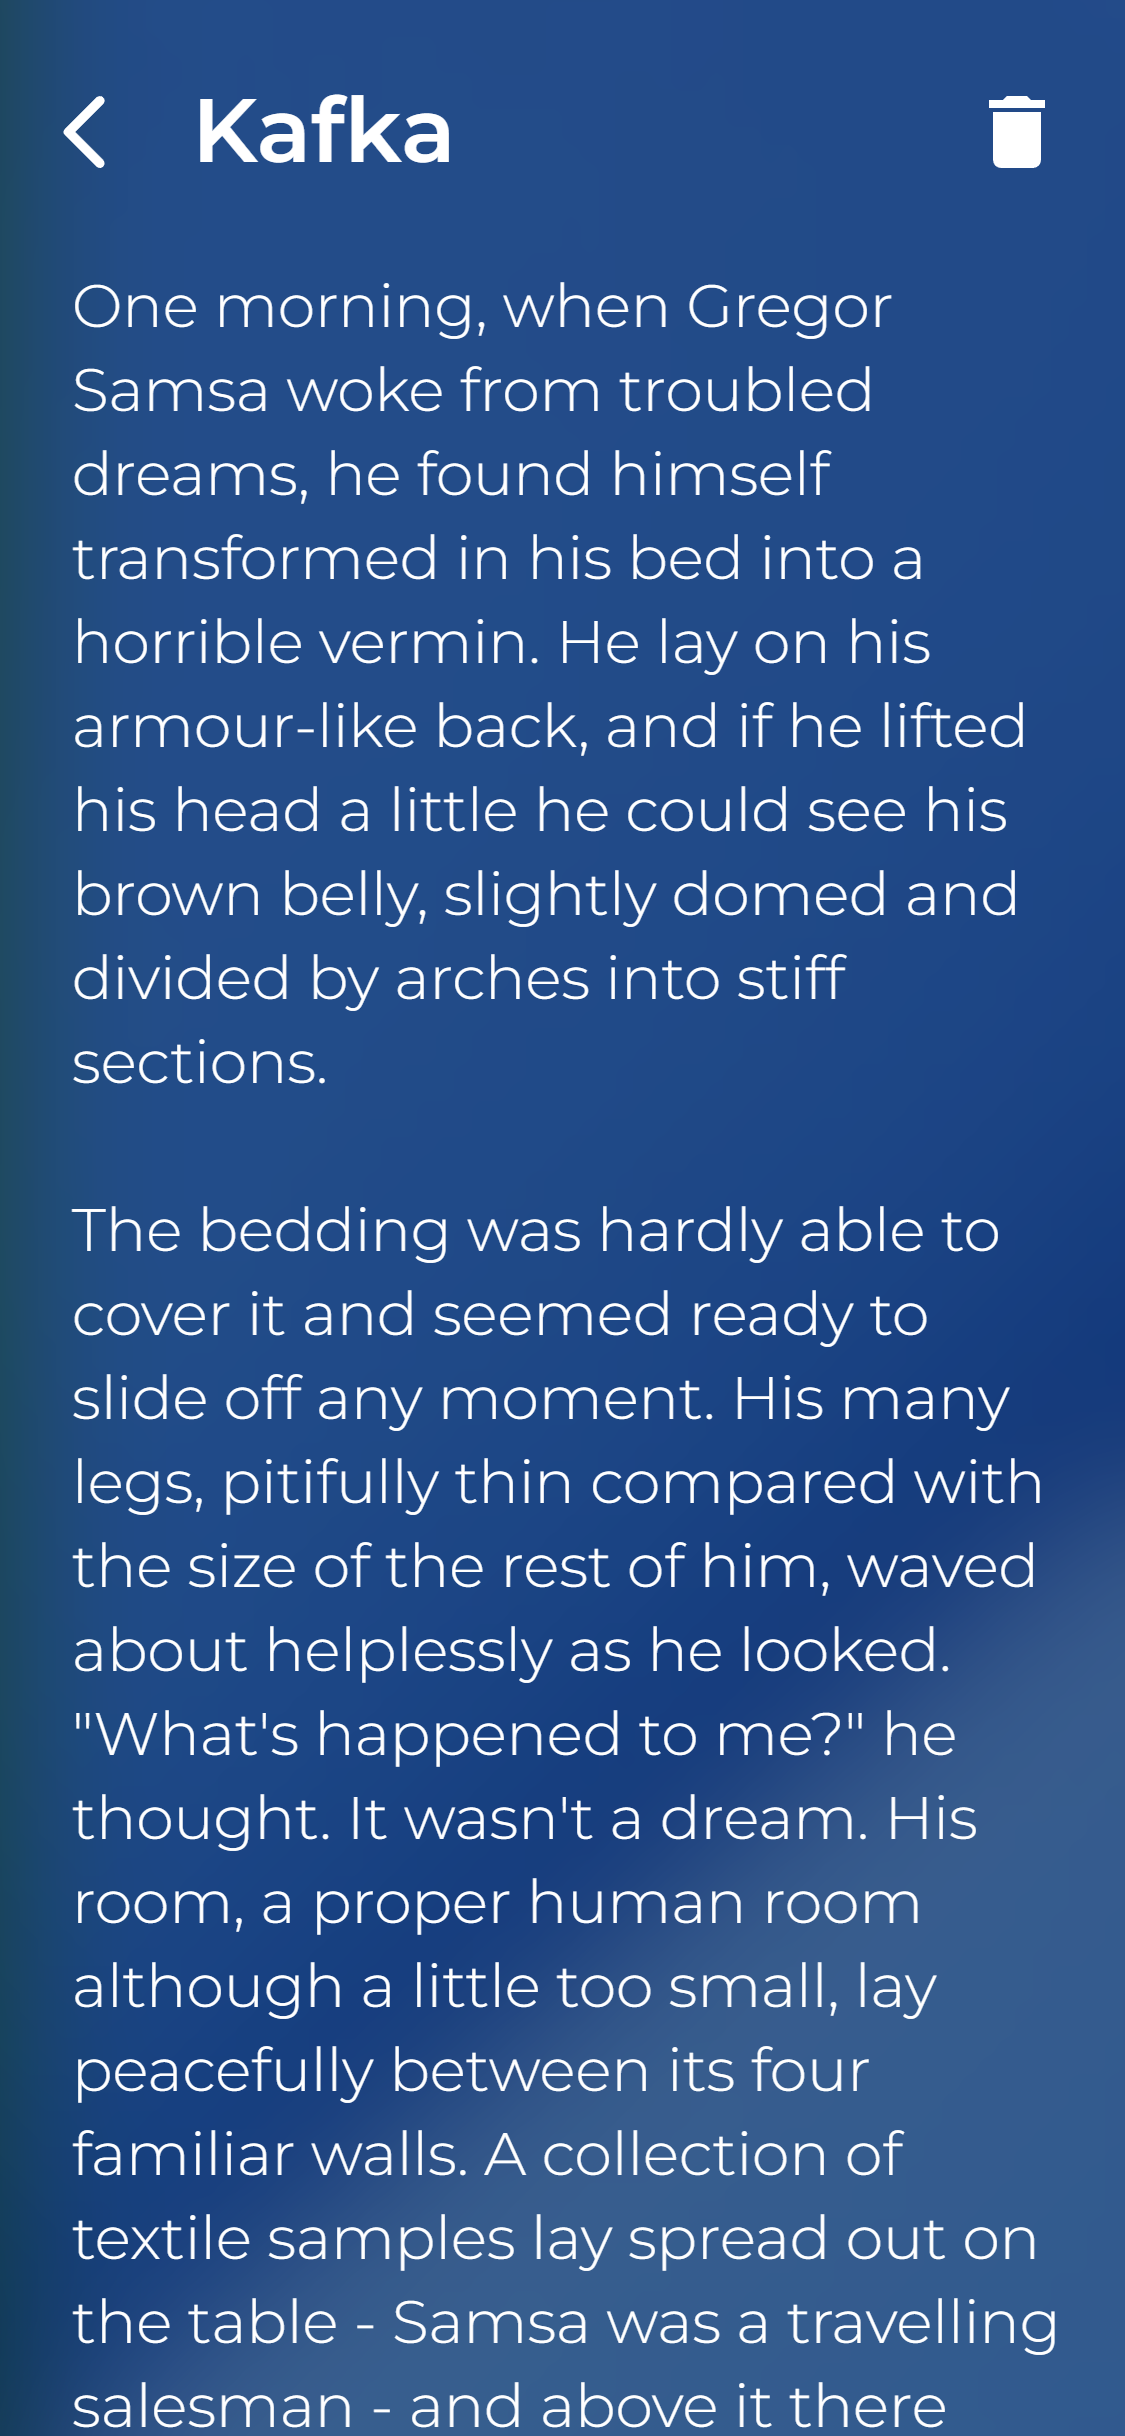 Kafka
One morning, when Gregor
Samsa woke from troubled
dreams, he found himself
transformed in his bed into a
horrible vermin. He lay on his
armour-like back, and if he lifted
his head a little he could see his
brown belly, slightly domed and
divided by arches into stiff
sections.
The bedding was hardly able to
cover it and seemed ready to
slide off any moment. His many
legs, pitifully thin compared with
the size of the rest of him, waved
about helplessly as he looked.
"What's happened to me?" he
thought. It wasn't a dream. His
room, a proper human room
although a little too small, lay
peacefully between its four
familiar walls. A collection of
textile samples lay spread out on
the table - Samsa was a travelling
salesman - and above it there